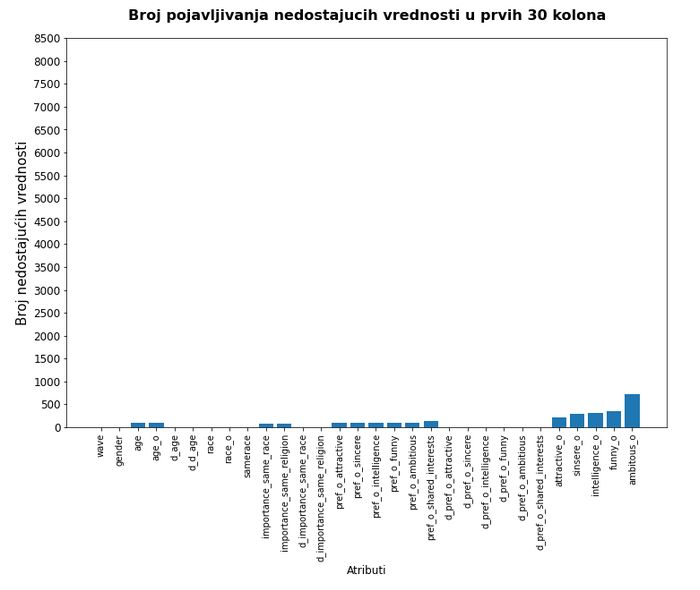 Broj pojavljivanja nedostajucih vrednosti u prvih 30 kolona
8500
8000
7500
7000
6500
6000
5500
5000
4500
4000
3500
3000
2500
2000
1500
1000
500
0
Broj nedostajućih vrednosti
wave
gender
age
age_o
d_age
d_d_age
race
race_o
samerace
importance_same_race
importance_same_religion
d_importance_same_race
d_importance_same_religion
pref_o_attractive
pref_o_sincere
pref_o_intelligence
pref_o_funny
pref_o_ambitious
pref_o_shared_interests
d_pref_o_attractive
d_pref_o_sincere
d_pref_o_intelligence
d_pref_o_funny
d_pref_o_ambitious
d_pref_o_shared_interests
attractive_o
sinsere_o
intelligence_o
funny_o
ambitous_o
Atributi